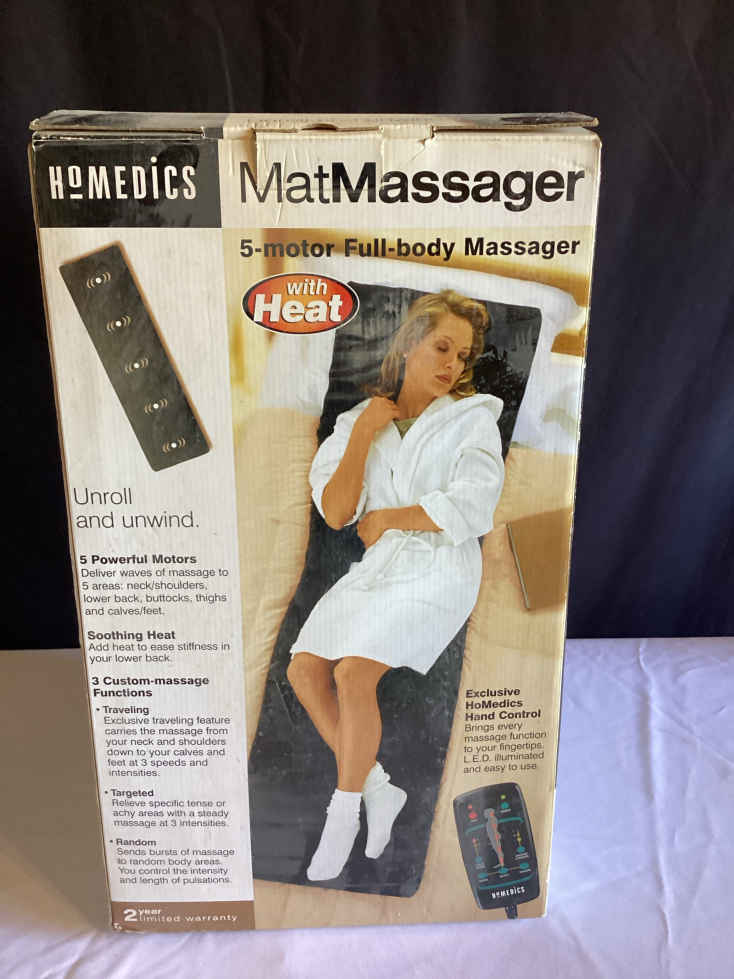 HoMEDiCS
MatMassager
5-motor Full-body Massager
with
Heat
Unroll
and unwind.
5 Powerful Motors
Deliver waves of massage to
5 areas: neck/shoulders,
lower back, buttocks, thighs
and calves/feet.
Soothing Heat
Add heat to ease stiffness in
your lower back.
3 Custom-massage
Functions
• Traveling
Exclusive traveling feature
carries the massage from
your neck and shoulders
down to your calves and
feet at 3 speeds and
intensities.
• Targeted
Relieve specific tense or
achy areas with a steady
massage at 3 intensities.
• Random
Sends bursts of massage
to random body areas.
You control the intensity
and length of pulsations.
2 year
limited warranty
Exclusive
HoMedics
Hand Control
Brings every
massage function
to your fingertips.
L.E.D. illuminated
and easy to use.
HoMEDiCS